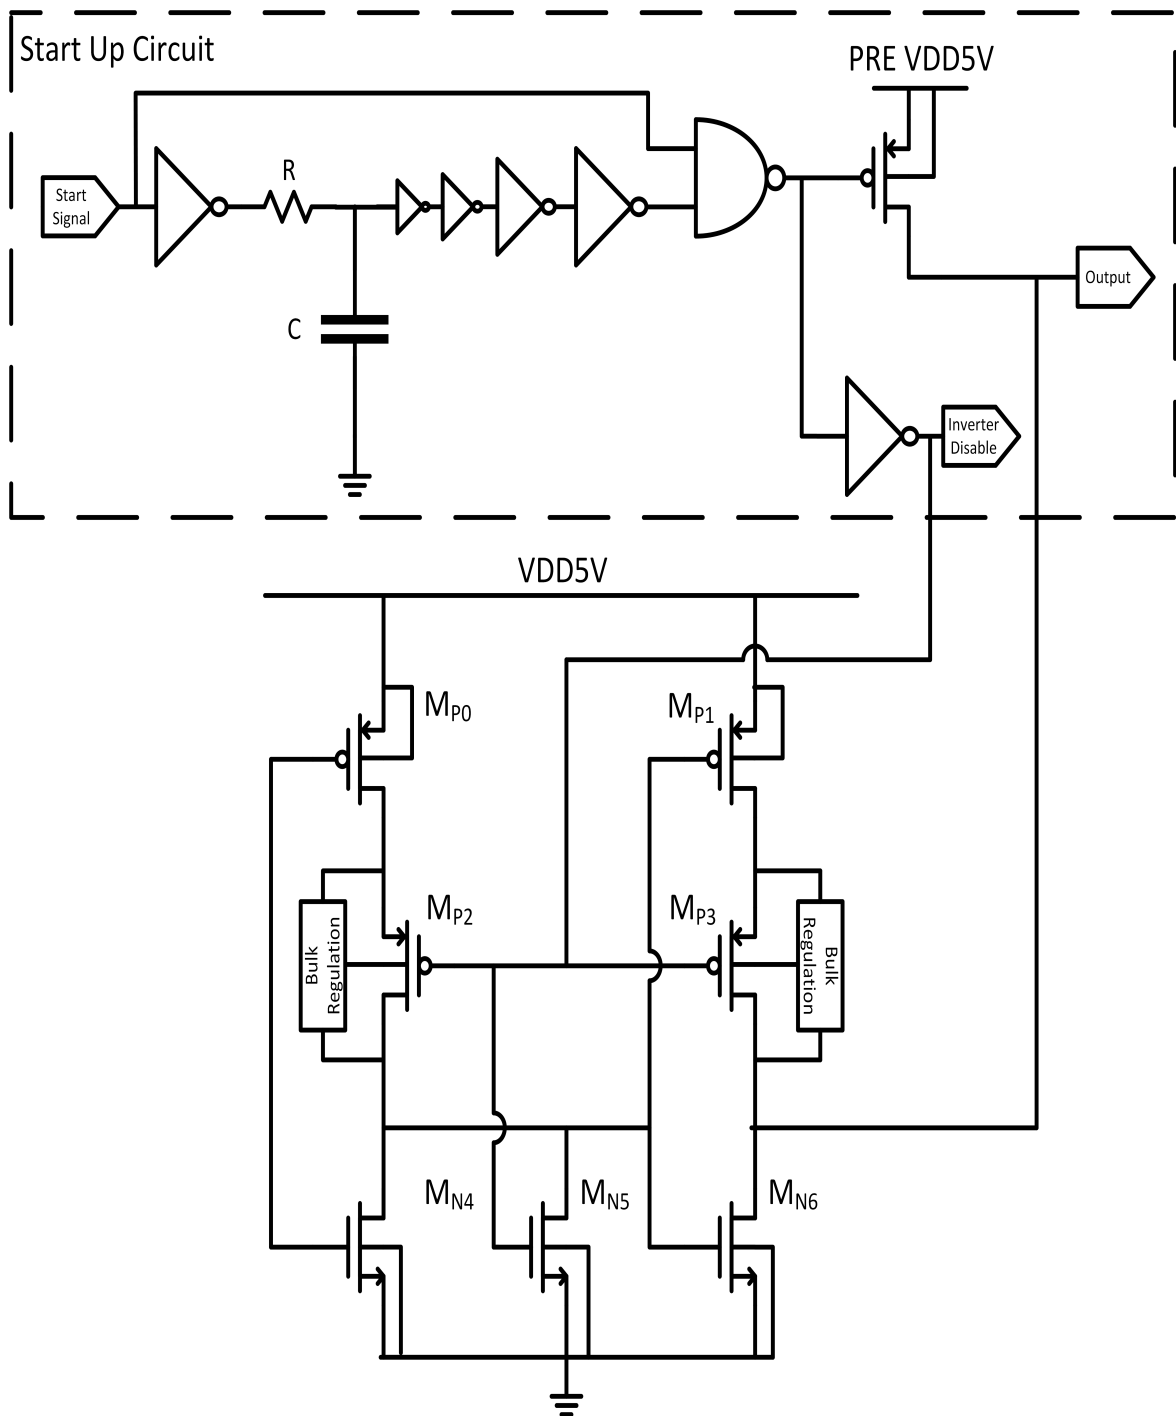 Start Up Circuit
PRE VDD5V
Start
Signal
R
C
Output
Inverter
Disable
VDD5V
MP0
MP1
MP2
MP3
Bulk
Regulation
Bulk
Regulation
MN4
MN5
MN6